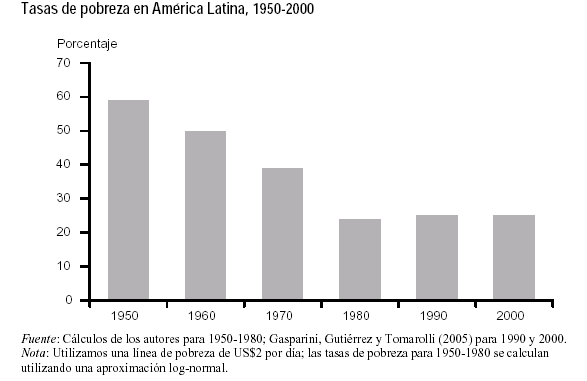 Tasas de pobreza en América Latina, 1950-2000
Porcentaje
70
60
50
40
30
20
10
0
1950 1960 1970 1980 1990 2000
Fuente: Cálculos de los autores para 1950-1980; Gasparini, Gutiérrez y Tomarolli (2005) para 1990 y 2000.
Nota: Utilizamos una línea de pobreza de US$2 por día; las tasas de pobreza para 1950-1980 se calculan
utilizando una aproximación log-normal.